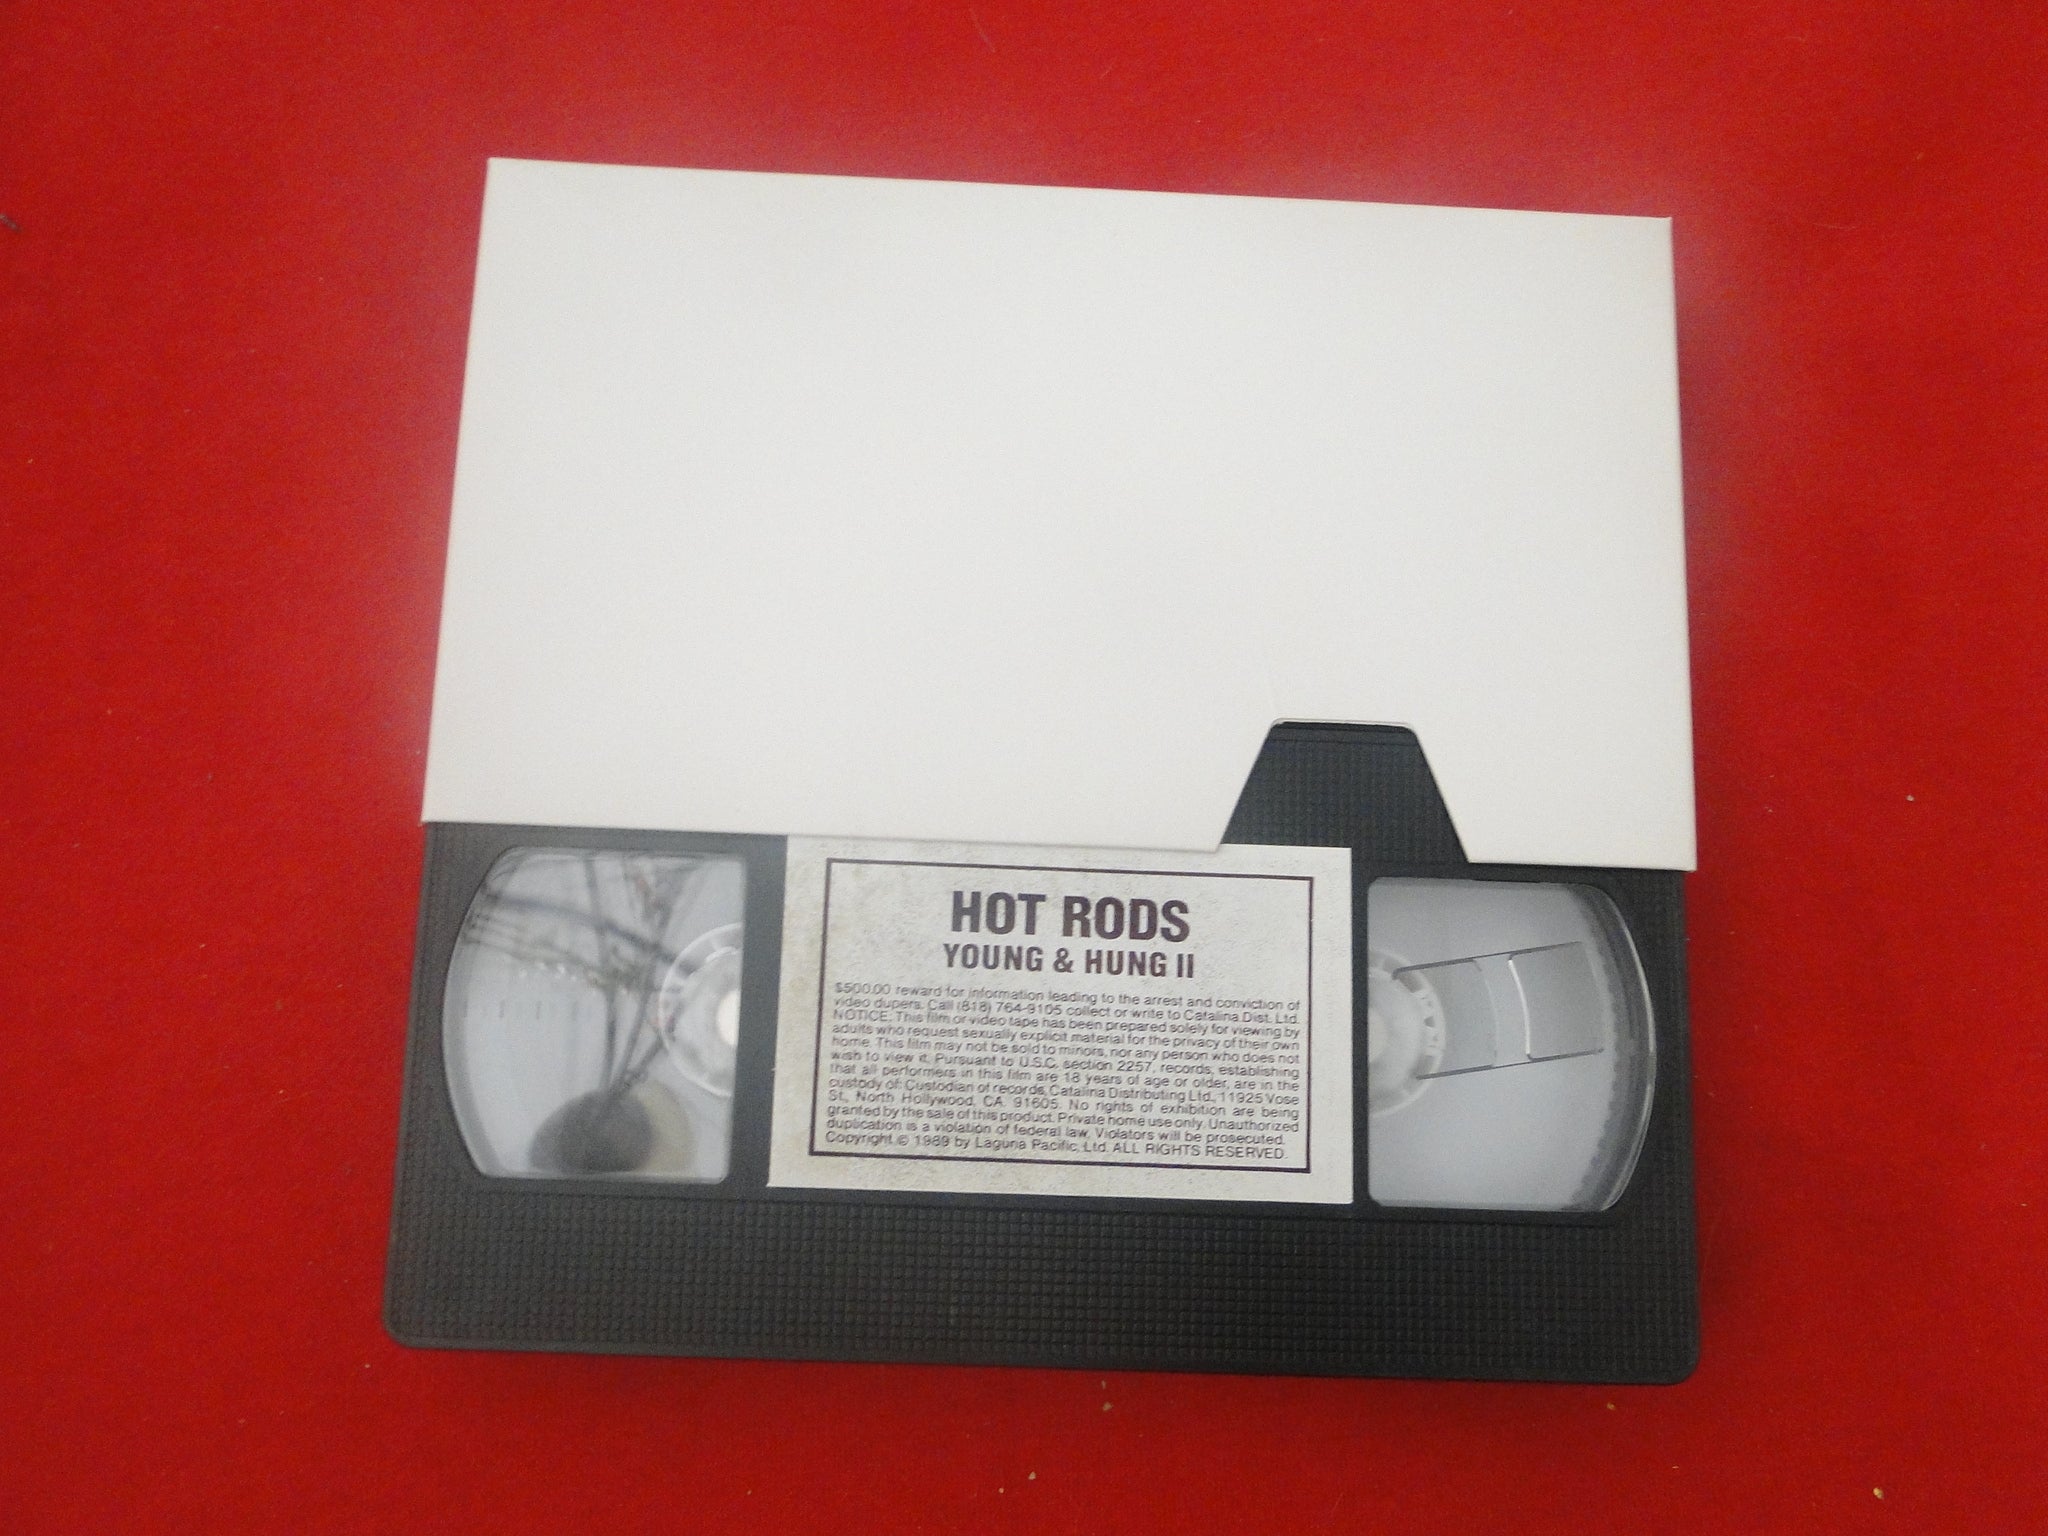 HOT RODS
YOUNG & HUNG II
$500.00 reward for information leading to the arrest and conviction of
video dupers. Call (818) 764-9105 collect or write to Catalina Dist. Ltd.
NOTICE: This film or video tape has been prepared solely for viewing by
adults who request sexually explicit material for the privacy of their own
home. This film may not be sold to minors, nor any person who does not
wish to view it. Pursuant to U.S.C. section 2257, records, establishing
that all performers in this film are 18 years of age or older, are in the
custody of: Custodian of records, Catalina Distributing Ltd., 11925 Vose
St., North Hollywood, CA. 91605. No rights of exhibition are being
granted by the sale of this product. Private home use only. Unauthorized
duplication is a violation of federal law. Violators will be prosecuted.
Copyright © 1989 by Laguna Pacific, Ltd. ALL RIGHTS RESERVED.